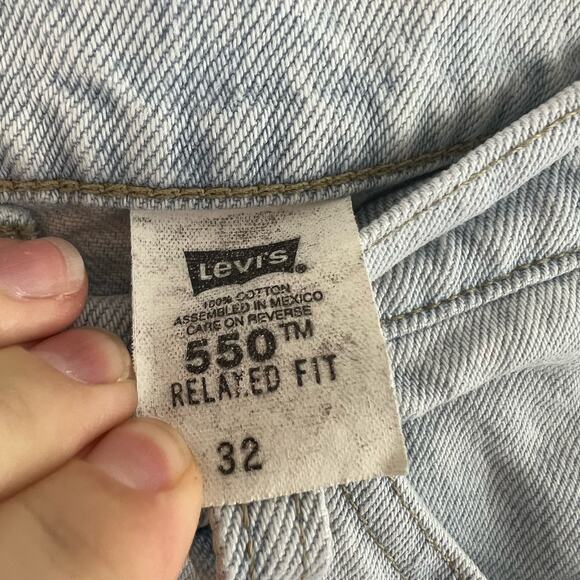 Levi's ®
100% COTTON
ASSEMBLED IN MEXICO
CARE ON REVERSE
550™
RELAXED FIT
32